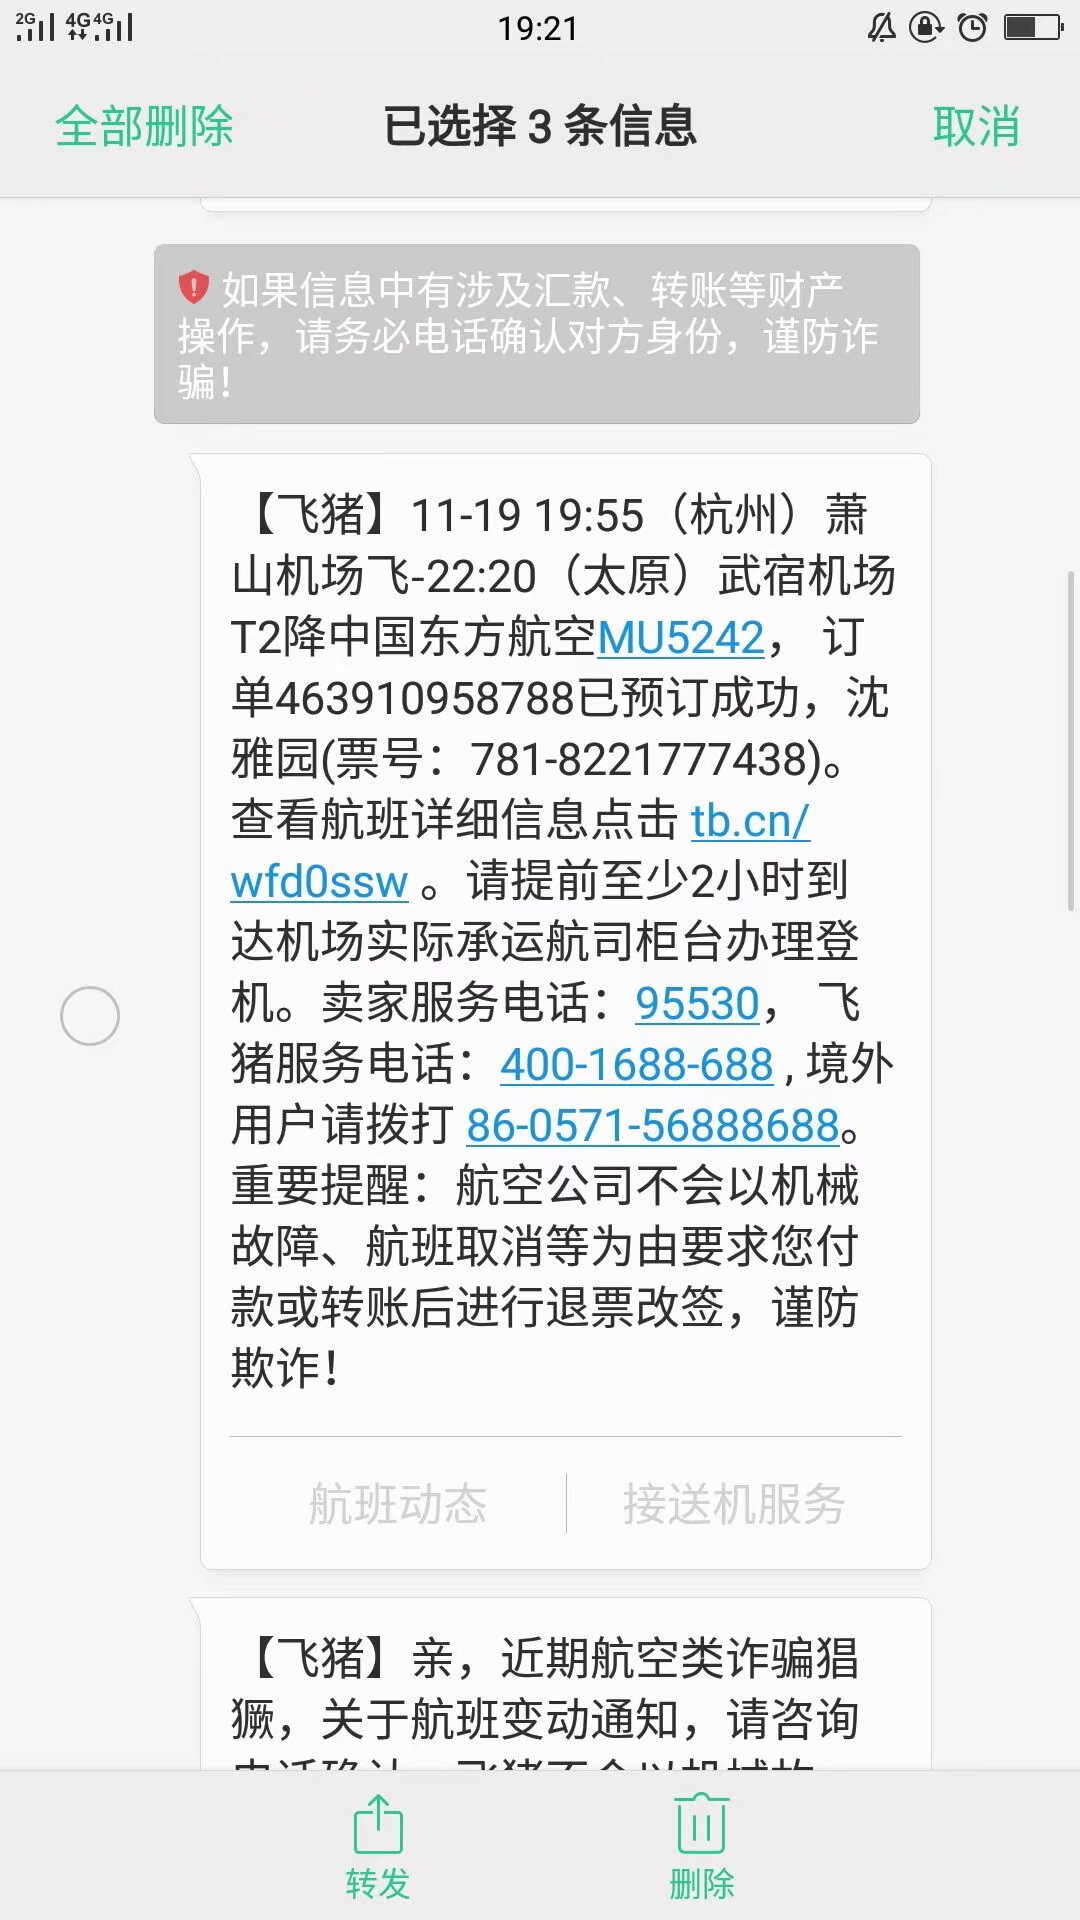 2G 4G 4G 19:21
全部删除 已选择 3 条信息 取消
如果信息中有涉及汇款、转账等财产
操作，请务必电话确认对方身份，谨防诈
骗！
【飞猪】11-19 19:55（杭州）萧
山机场飞-22:20（太原）武宿机场
T2降中国东方航空MU5242， 订
单463910958788已预订成功，沈
雅园(票号：781-8221777438)。
查看航班详细信息点击 tb.cn/
wfd0ssw 。请提前至少2小时到
达机场实际承运航司柜台办理登
机。卖家服务电话：95530， 飞
猪服务电话：400-1688-688 , 境外
用户请拨打 86-0571-56888688。
重要提醒：航空公司不会以机械
故障、航班取消等为由要求您付
款或转账后进行退票改签，谨防
欺诈！
航班动态 接送机服务
【飞猪】亲，近期航空类诈骗猖
獗，关于航班变动通知，请咨询
电话确认，飞猪不会以机械故
转发 删除